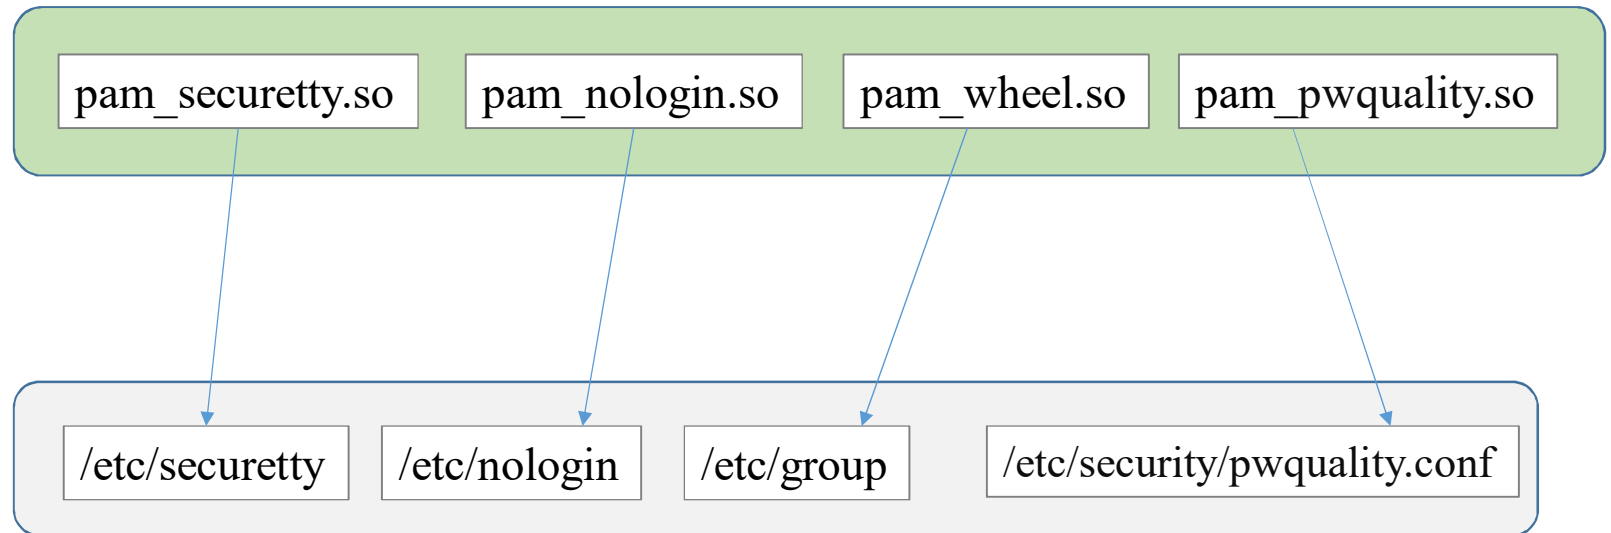 pam_securetty.so
pam_nologin.so
pam_wheel.so
pam_pwquality.so
/etc/securetty
/etc/nologin
/etc/group
/etc/security/pwquality.conf